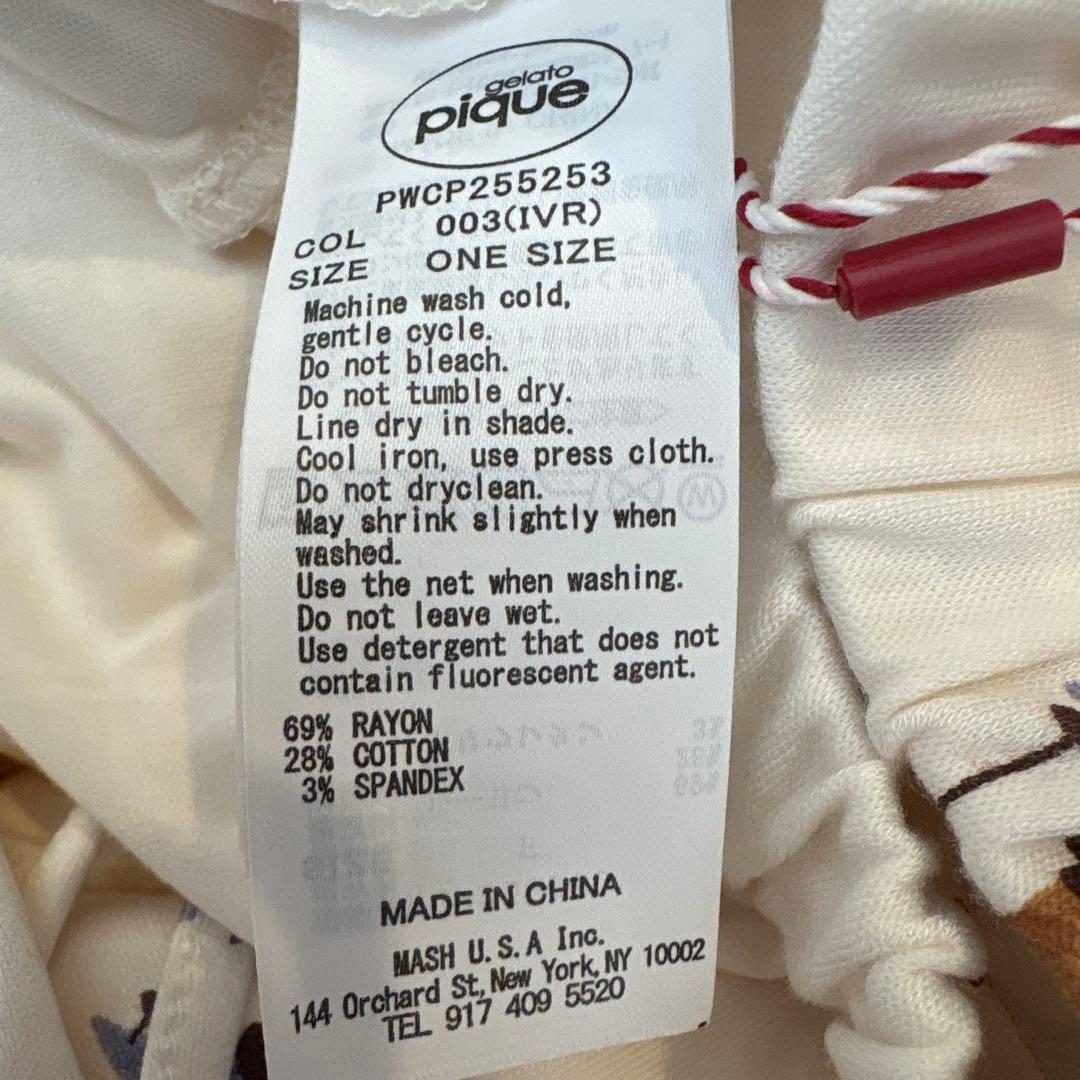 gelato
pique
PWCP255253
COL 003(IVR)
SIZE ONE SIZE
Machine wash cold,
gentle cycle.
Do not bleach.
Do not tumble dry.
Line dry in shade.
Cool iron, use press cloth.
Do not dryclean.
May shrink slightly when
washed.
Use the net when washing.
Do not leave wet.
Use detergent that does not
contain fluorescent agent.
69% RAYON
28% COTTON
3% SPANDEX
MADE IN CHINA
MASH U.S.A Inc.
144 Orchard St, New York, NY 10002
TEL 917 409 5520